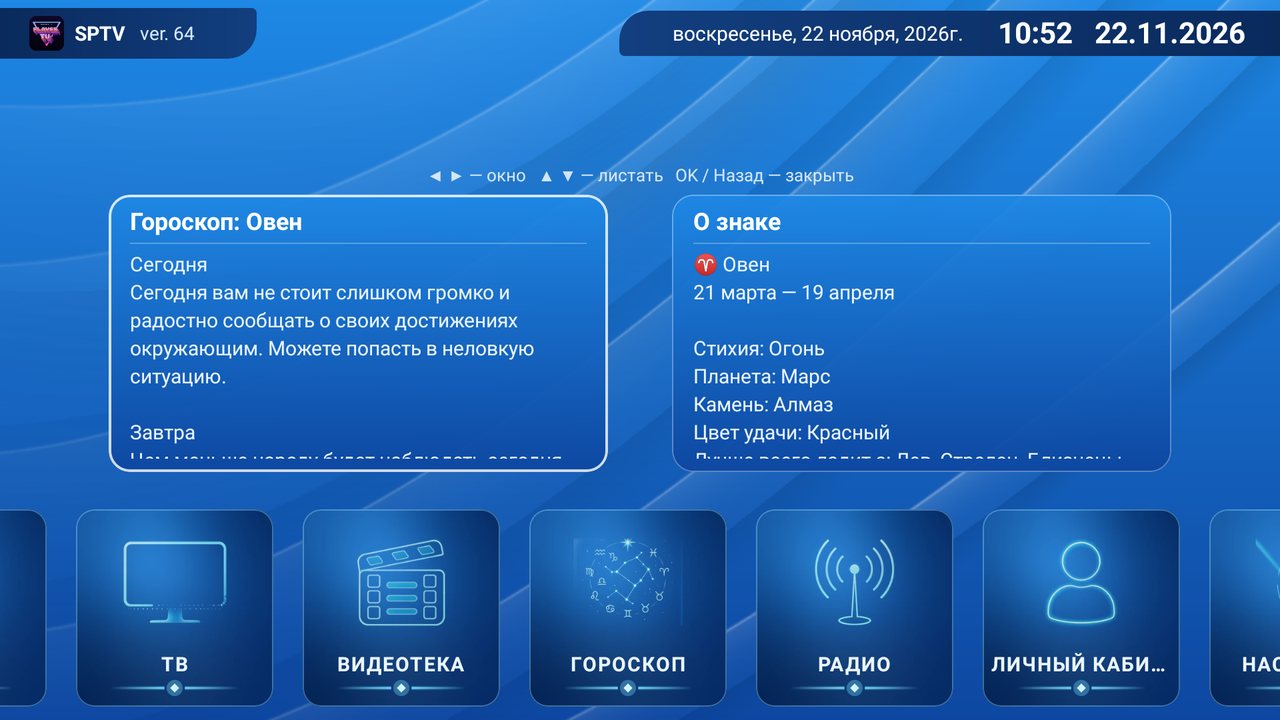 SPTV ver. 64
воскресенье, 22 ноября, 2026г. 10:52 22.11.2026
◄ ► — окно ▲ ▼ — листать OK / Назад — закрыть
Гороскоп: Овен
Сегодня
Сегодня вам не стоит слишком громко и
радостно сообщать о своих достижениях
окружающим. Можете попасть в неловкую
ситуацию.
Завтра
О знаке
♈ Овен
21 марта — 19 апреля
Стихия: Огонь
Планета: Марс
Камень: Алмаз
Цвет удачи: Красный
ТВ
ВИДЕОТЕКА
ГОРОСКОП
РАДИО
ЛИЧНЫЙ КАБИ...
НАС